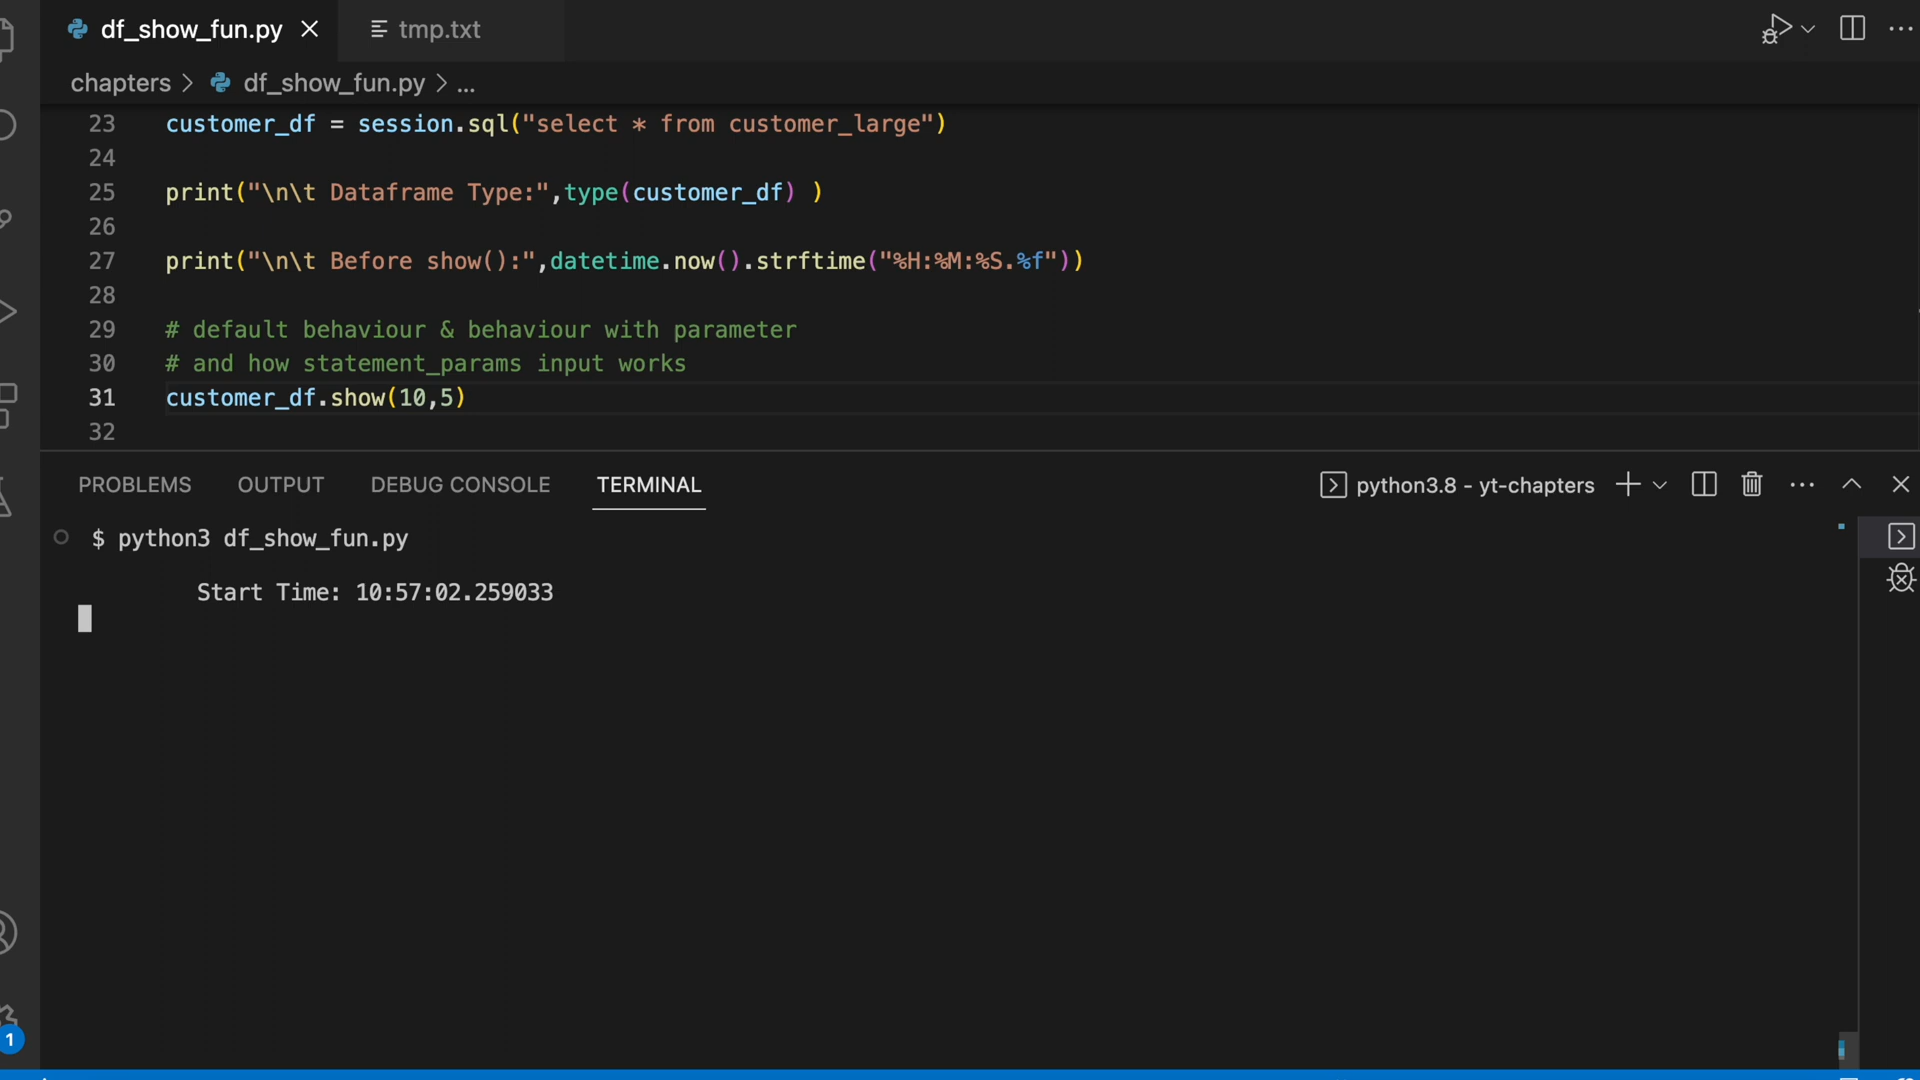 df_show_fun.py
tmp.txt
chapters > df_show_fun.py > ...
23 customer_df = session.sql("select * from customer_large")
24
25 print("\n\t Dataframe Type:",type(customer_df) )
26
27 print("\n\t Before show():",datetime.now().strftime("%H:%M:%S.%f"))
28
29 # default behaviour & behaviour with parameter
30 # and how statement_params input works
31 customer_df.show(10,5)
32
PROBLEMS OUTPUT DEBUG CONSOLE TERMINAL python3.8 - yt-chapters
$ python3 df_show_fun.py
Start Time: 10:57:02.259033
1